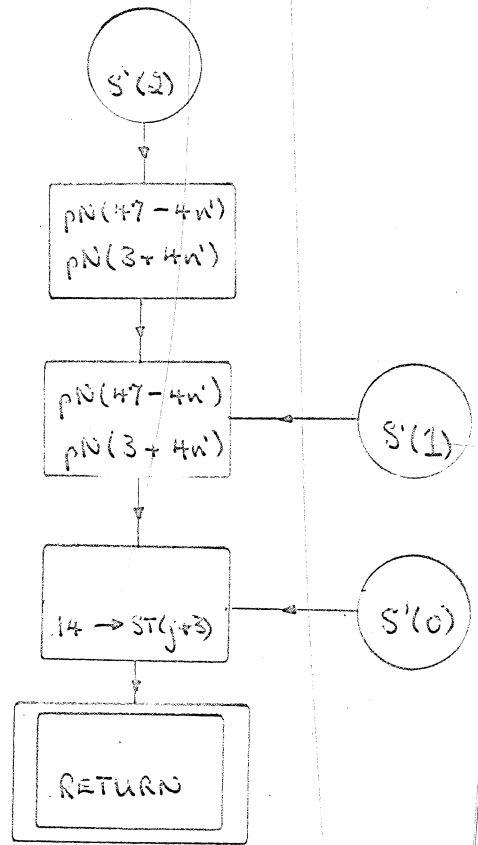 S'(2)
pN(47-4n')
pN(3+4n')
pN(47-4n')
pN(3+4n')
S'(1)
14 → ST(j+3)
S'(0)
RETURN